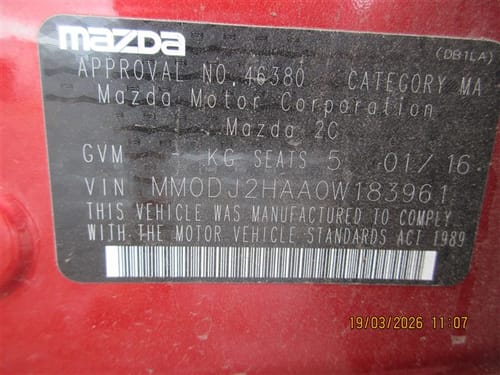 mazda
(DB1LA)
APPROVAL NO.46380 CATEGORY MA
Mazda Motor Corporation
Mazda 2C
GVM - KG SEATS 5 01/16
VIN MM0DJ2HAA0W183961
THIS VEHICLE WAS MANUFACTURED TO COMPLY
WITH THE MOTOR VEHICLE STANDARDS ACT 1989
19/03/2026 11:07